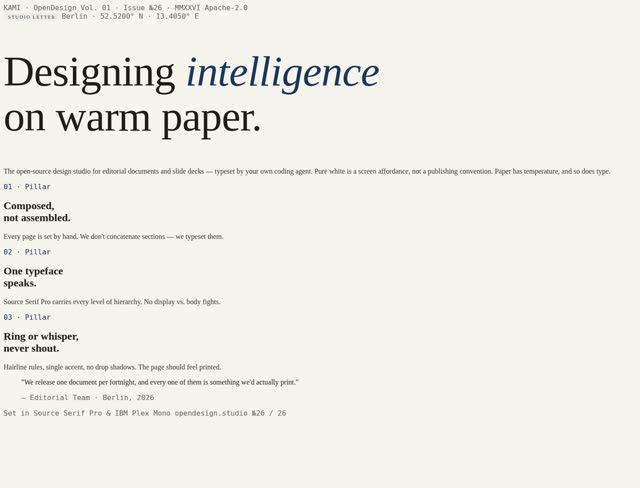 KAMI · OpenDesign Vol. 01 · Issue №26 · MMXXVI Apache-2.0
STUDIO LETTER Berlin · 52.5200° N · 13.4050° E
Designing intelligence
on warm paper.
The open-source design studio for editorial documents and slide decks — typeset by your own coding agent. Pure white is a screen affordance, not a publishing convention. Paper has temperature, and so does type.
01 · Pillar
Composed,
not assembled.
Every page is set by hand. We don't concatenate sections — we typeset them.
02 · Pillar
One typeface
speaks.
Source Serif Pro carries every level of hierarchy. No display vs. body fights.
03 · Pillar
Ring or whisper,
never shout.
Hairline rules, single accent, no drop shadows. The page should feel printed.
"We release one document per fortnight, and every one of them is something we'd actually print."
— Editorial Team · Berlin, 2026
Set in Source Serif Pro & IBM Plex Mono opendesign.studio №26 / 26